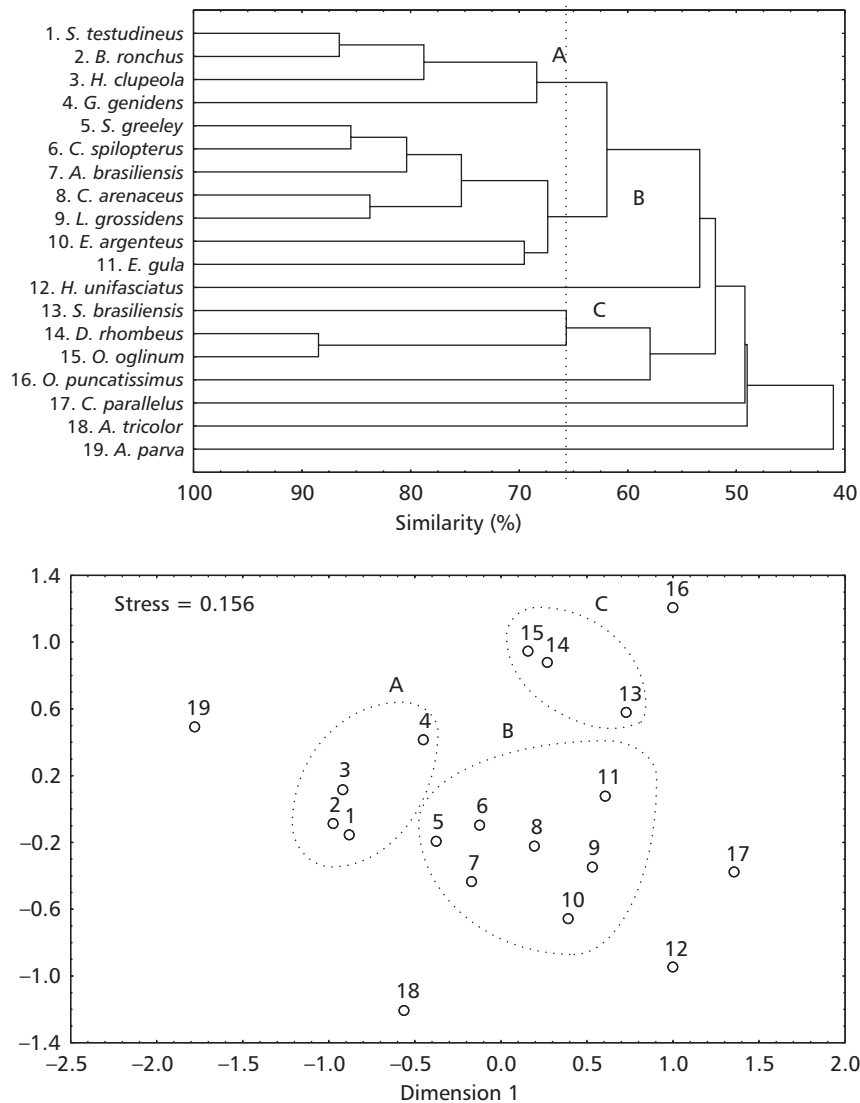 1. S. testudineus
2. B. ronchus
3. H. clupeola
4. G. genidens
5. S. greeley
6. C. spilopterus
7. A. brasiliensis
8. C. arenaceus
9. L. grossidens
10. E. argenteus
11. E. gula
12. H. unifasciatus
13. S. brasiliensis
14. D. rhombeus
15. O. oglinum
16. O. puncatissimus
17. C. parallelus
18. A. tricolor
19. A. parva
A
B
C
100 90 80 70 60 50 40
Similarity (%)
1.4
1.0
0.6
0.2
−0.2
−0.6
−1.0
−1.4
Stress = 0.156
16
C
15
14
13
A
19
4
B
3
11
2
1
5
6
8
7
9
17
10
12
18
−2.5 −2.0 −1.5 −1.0 −0.5 0.0 0.5 1.0 1.5 2.0
Dimension 1